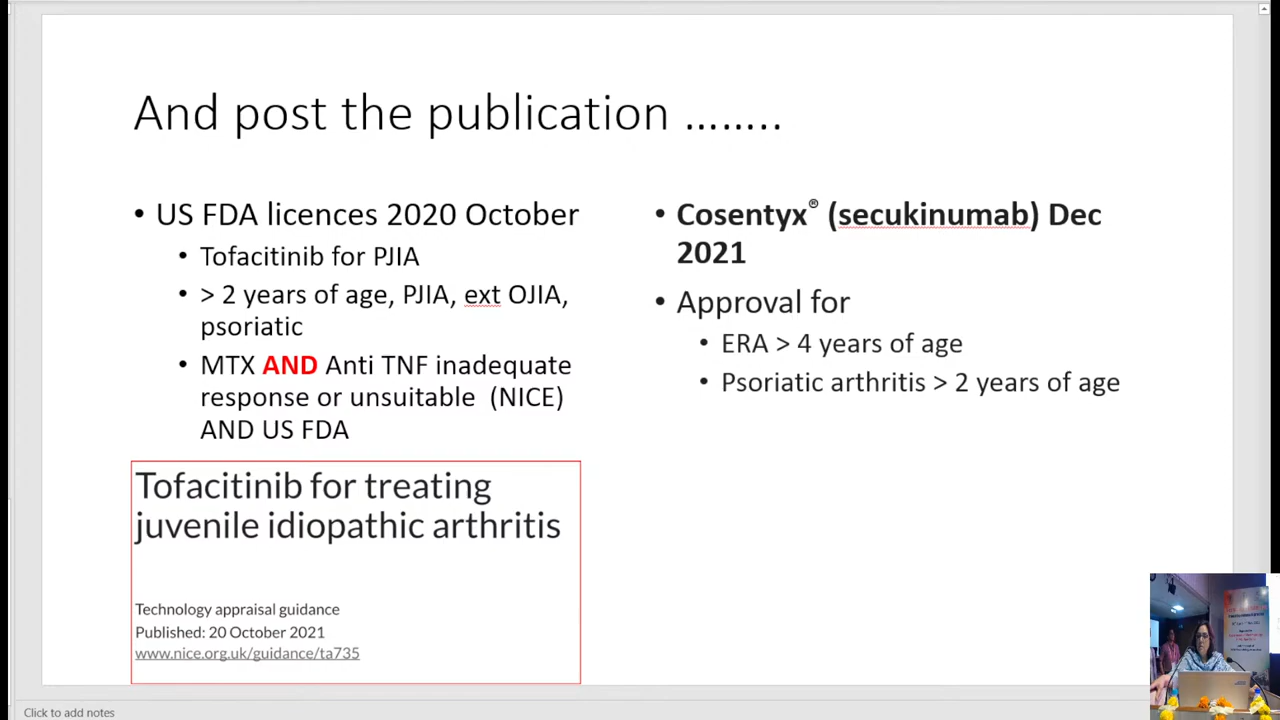 And post the publication ........
• US FDA licences 2020 October
• Tofacitinib for PJIA
• > 2 years of age, PJIA, ext OJIA,
psoriatic
• MTX AND Anti TNF inadequate
response or unsuitable (NICE)
AND US FDA
Tofacitinib for treating
juvenile idiopathic arthritis
Technology appraisal guidance
Published: 20 October 2021
www.nice.org.uk/guidance/ta735
• Cosentyx® (secukinumab) Dec
2021
• Approval for
• ERA > 4 years of age
• Psoriatic arthritis > 2 years of age
Click to add notes